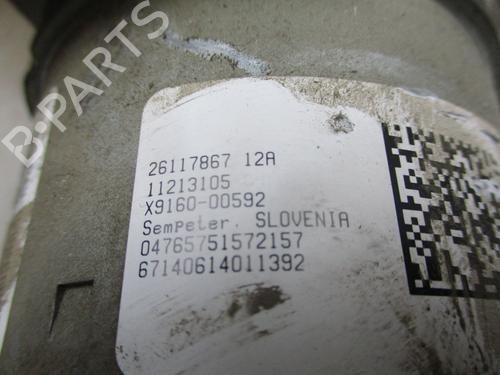 B-PARTS
26117867 12A
11213105
X9160-00592
SemPeter, SLOVENIA
04765751572157
67140614011392